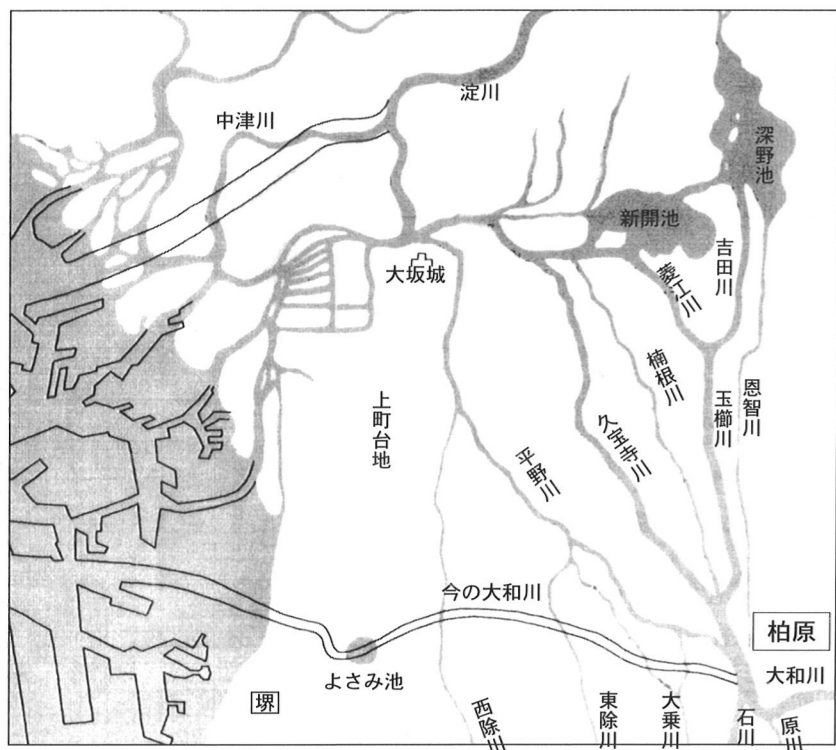 淀川
中津川
深野池
新開池
吉田川
菱江川
大坂城
楠根川
恩智川
玉櫛川
上町台地
久宝寺川
平野川
今の大和川
柏原
大和川
よさみ池
堺
西除川
東除川
大乗川
石川
原川